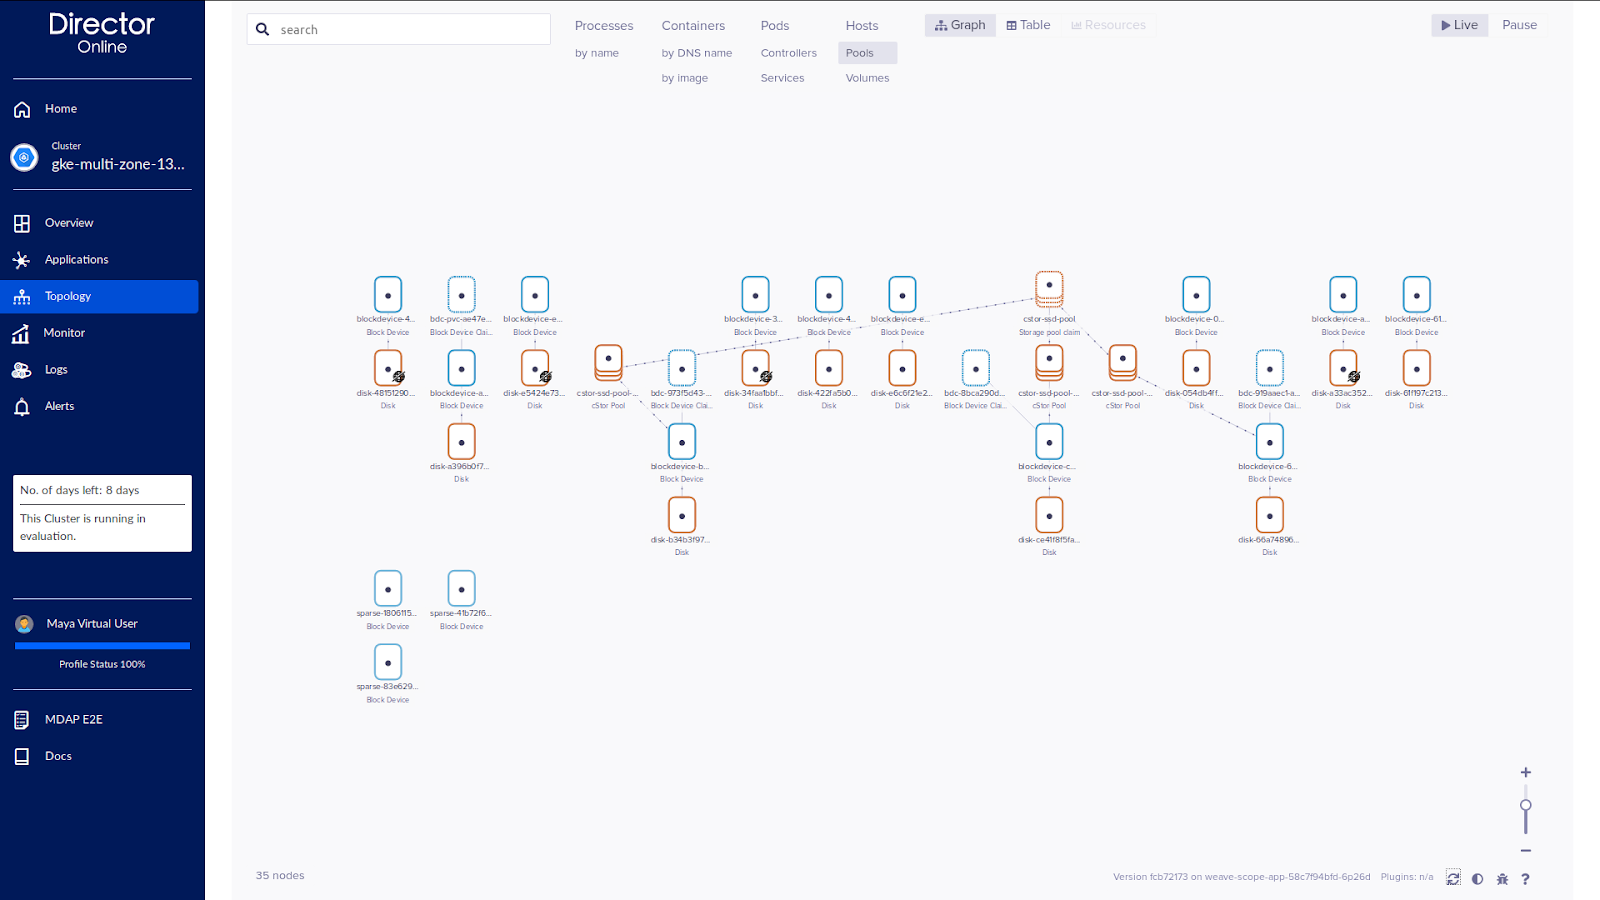 Director
Online
Home
Cluster
gke-multi-zone-13...
Overview
Applications
Topology
Monitor
Logs
Alerts
No. of days left: 8 days
This Cluster is running in
evaluation.
Maya Virtual User
Profile Status 100%
MDAP E2E
Docs
search
Processes Containers Pods Hosts
by name by DNS name Controllers Pools
by image Services Volumes
Graph Table Resources
Live Pause
blockdevice-4... bdc-pvc-ae47e... blockdevice-e... blockdevice-3... blockdevice-4... blockdevice-e... cstor-ssd-pool blockdevice-0... blockdevice-a... blockdevice-61...
Block Device Block Device Clai... Block Device Block Device Block Device Block Device Storage pool claim Block Device Block Device Block Device
disk-48151290... blockdevice-a... disk-e5424e73... cstor-ssd-pool-... bdc-973f5d43-... disk-34faa1bbf... disk-422fa5b0... disk-e6c6f21e2... bdc-8bca290d... cstor-ssd-pool-... cstor-ssd-pool-... disk-054db4ff... bdc-919aaec1-a... disk-a33ac352... disk-61f197c213...
Disk Block Device Disk cStor Pool Block Device Clai... Disk Disk Disk Block Device Clai... cStor Pool cStor Pool Disk Block Device Clai... Disk Disk
disk-a396b0f7... blockdevice-b... blockdevice-c... blockdevice-6...
Disk Block Device Block Device Block Device
disk-b34b3f97... disk-ce41f8f5fa... disk-66a74896...
Disk Disk Disk
sparse-1806115... sparse-41b72f6...
Block Device Block Device
sparse-83e629...
Block Device
35 nodes
Version fcb72173 on weave-scope-app-58c7f94bfd-6p26d Plugins: n/a